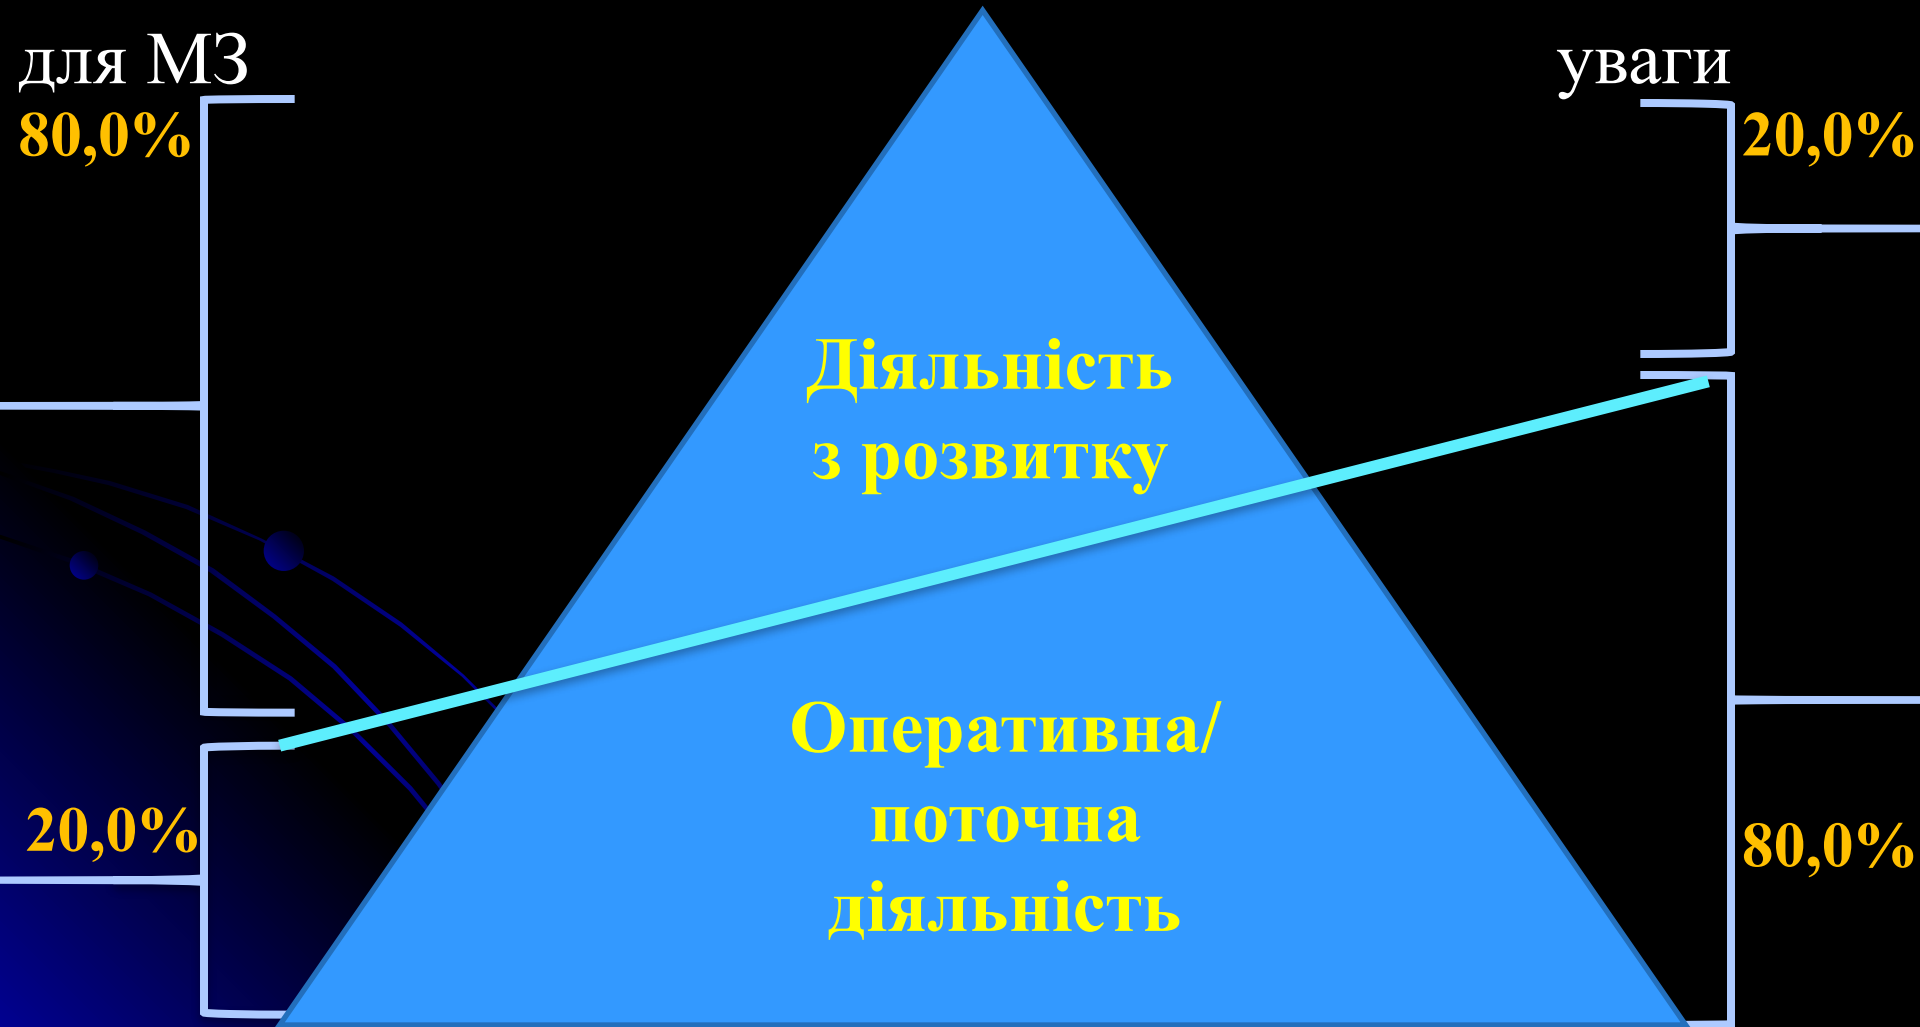 для МЗ
уваги
80,0%
20,0%
Діяльність
з розвитку
Оперативна/
поточна
діяльність
20,0%
80,0%